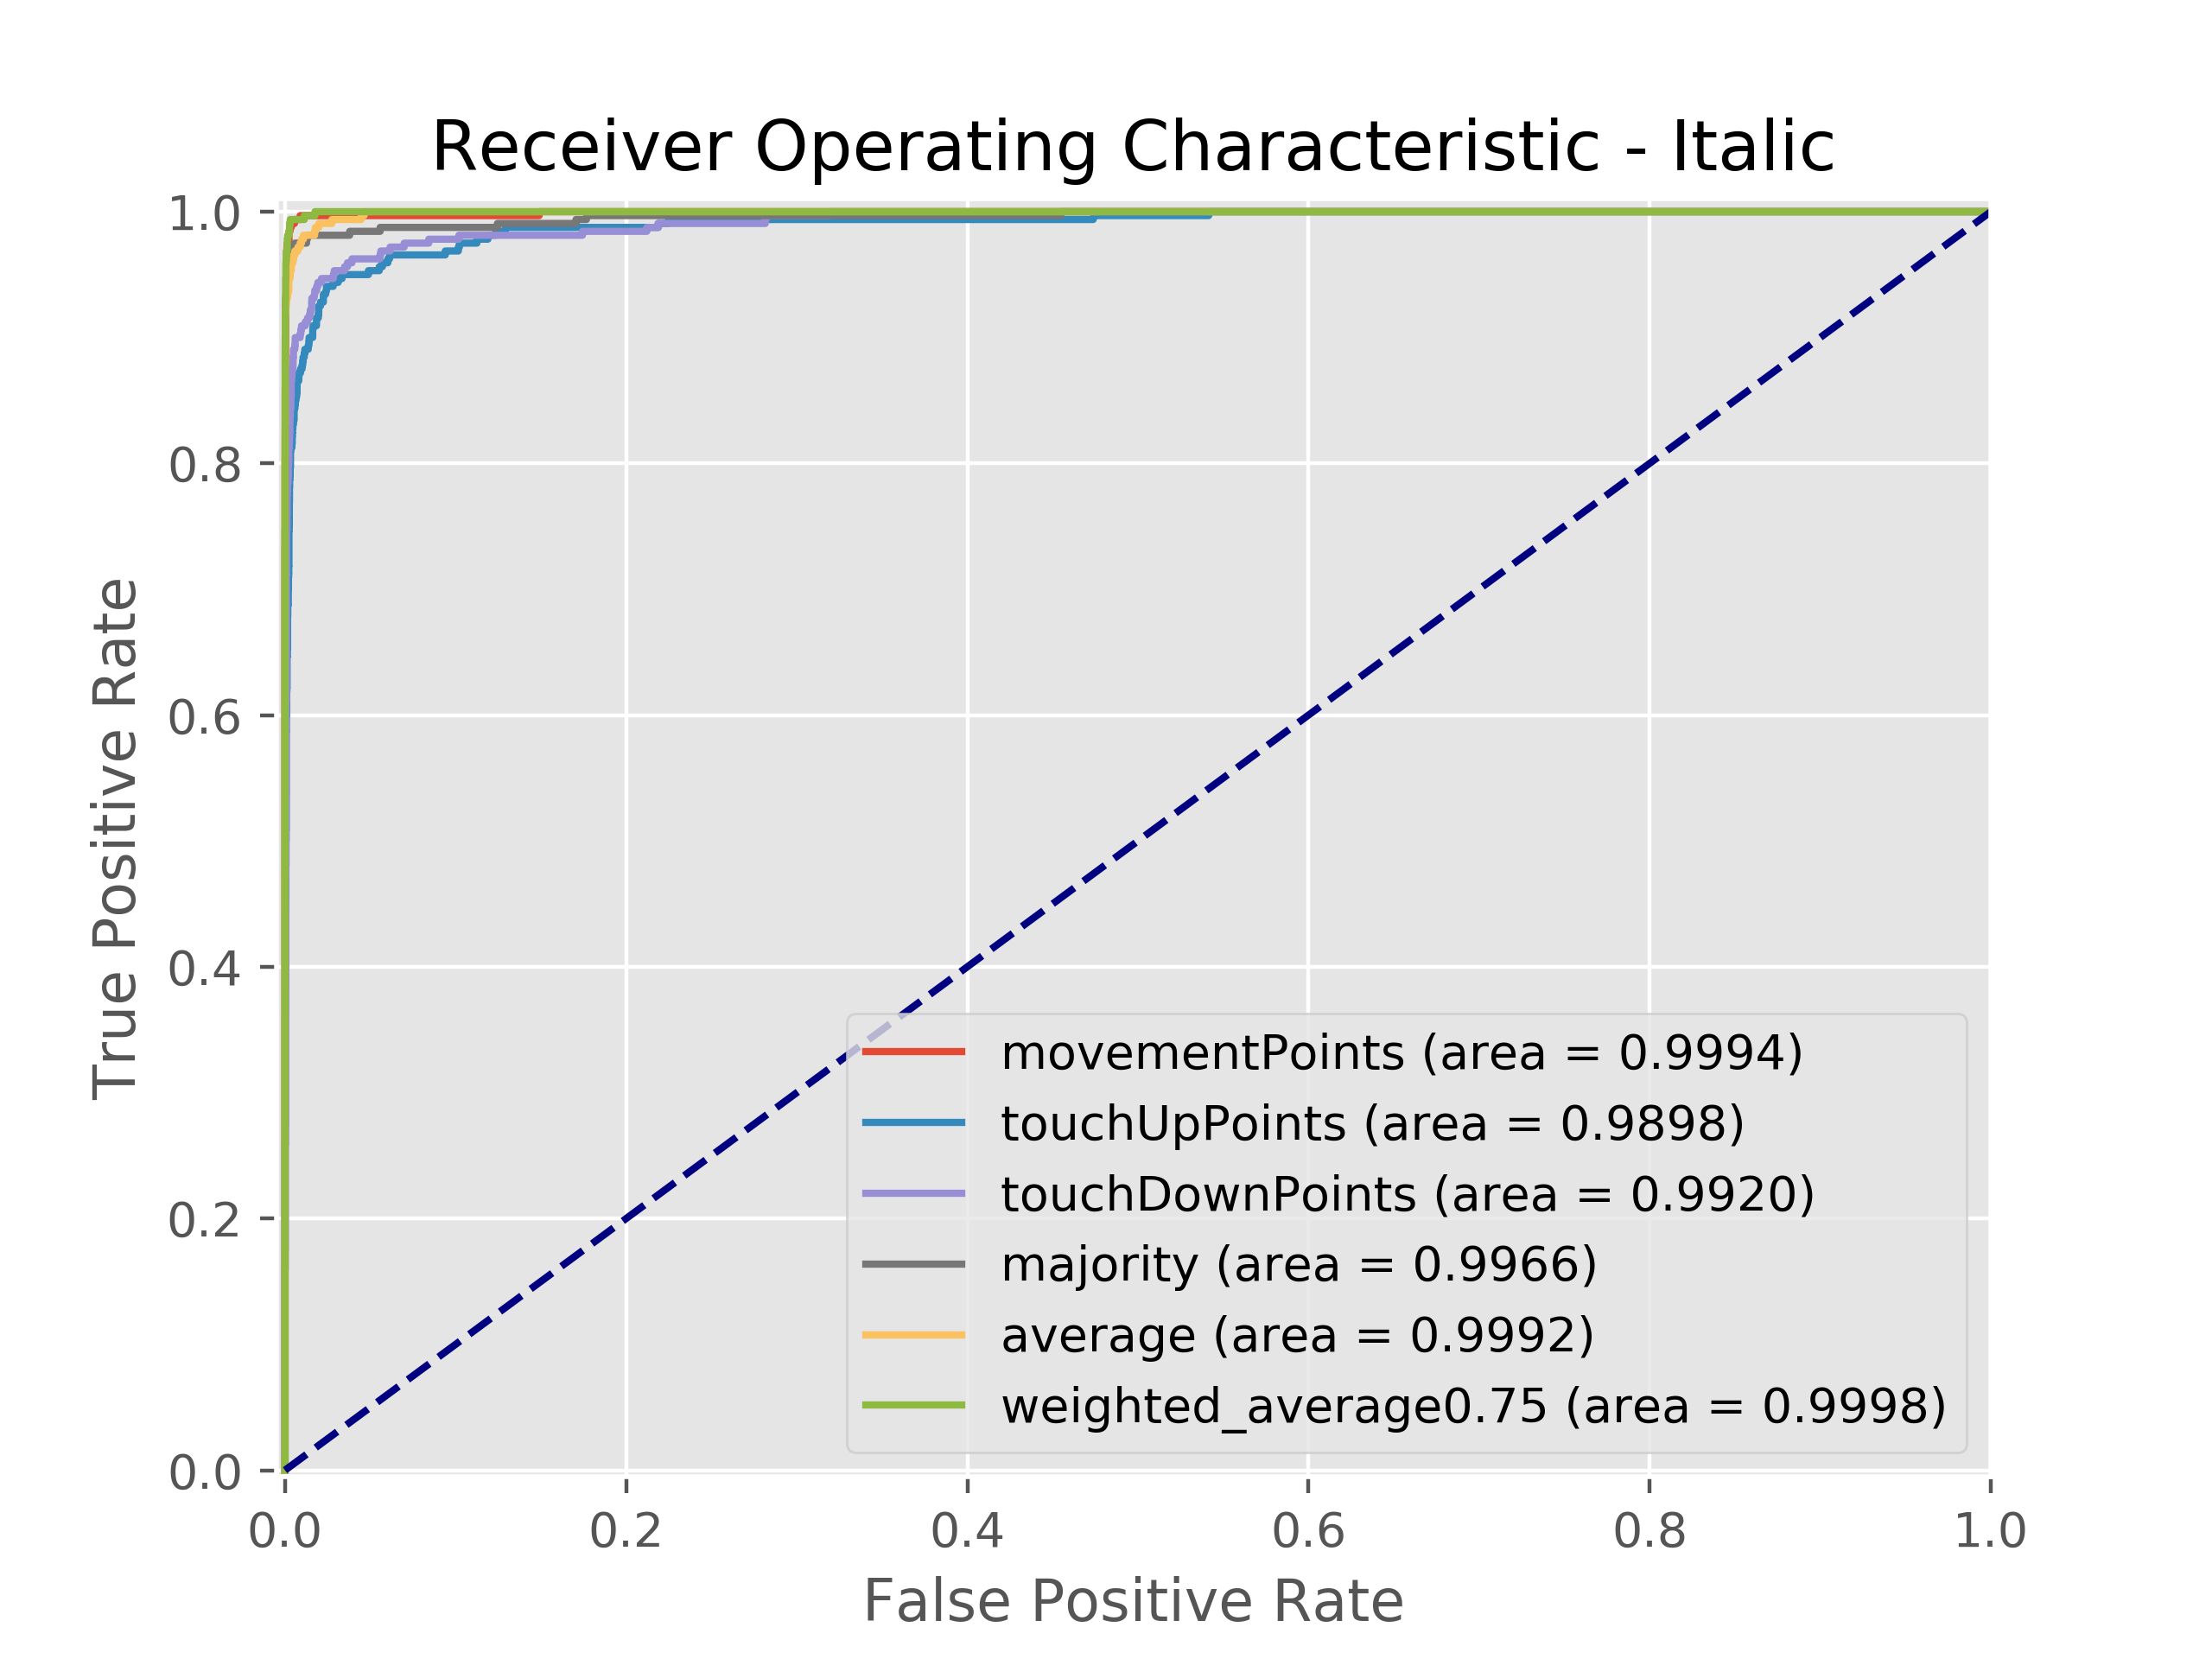 Receiver Operating Characteristic - Italic
1.0
0.8
0.6
0.4
0.2
0.0
True Positive Rate
movementPoints (area = 0.9994)
touchUpPoints (area = 0.9898)
touchDownPoints (area = 0.9920)
majority (area = 0.9966)
average (area = 0.9992)
weighted_average0.75 (area = 0.9998)
0.0 0.2 0.4 0.6 0.8 1.0
False Positive Rate